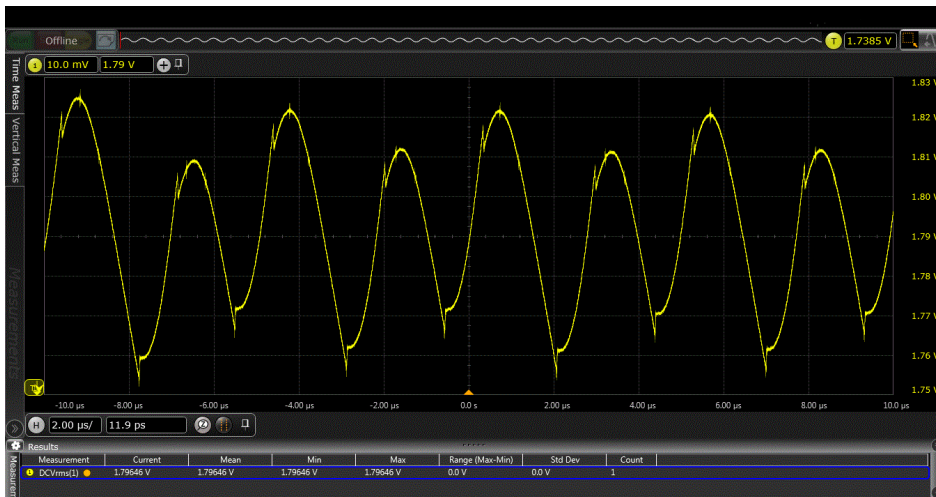 Offline
T 1.7385 V
1 10.0 mV 1.79 V
Time Meas
Vertical Meas
Measurements
1.83 V
1.82 V
1.81 V
1.80 V
1.79 V
1.78 V
1.77 V
1.76 V
1.75 V
-10.0 µs -8.00 µs -6.00 µs -4.00 µs -2.00 µs 0.0 s 2.00 µs 4.00 µs 6.00 µs 8.00 µs 10.0 µs
H 2.00 µs/ 11.9 ps
Results
Measurement Current Mean Min Max Range (Max-Min) Std Dev Count
1 DCVrms(1) 1.79646 V 1.79646 V 1.79646 V 1.79646 V 0.0 V 0.0 V 1